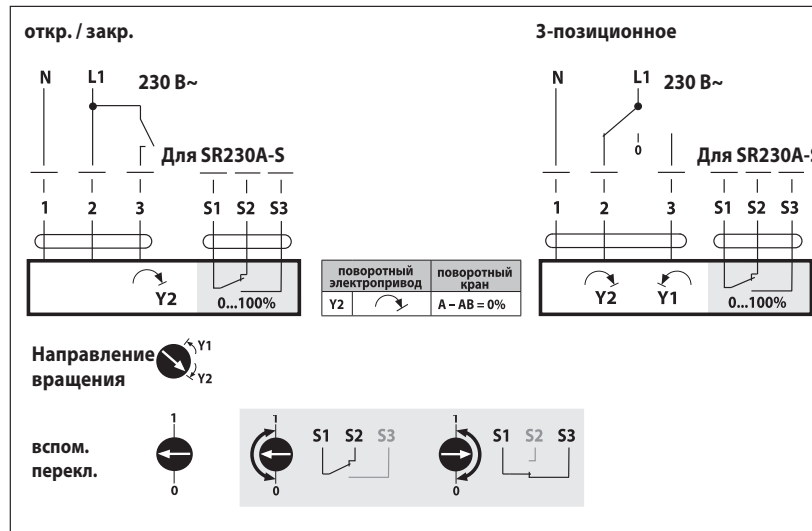 откр. / закр.
3-позиционное
N L1 230 В~
N L1 230 В~
0
Для SR230A-S
Для SR230A-S
1 2 3 S1 S2 S3
1 2 3 S1 S2 S3
Y2
0...100%
поворотный электропривод
поворотный кран
Y2
A – AB = 0%
Y2 Y1
0...100%
Направление
вращения
Y1
Y2
вспом.
перекл.
1
0
1
0
S1 S2 S3
1
0
S1 S2 S3